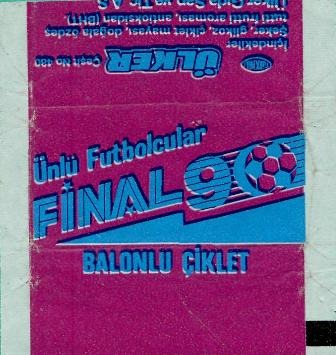 Ünlü Futbolcular
FİNAL 90
BALONLU ÇİKLET
ÜLKER
Çeşit No: 480
İçindekiler
Şeker, glikoz, çiklet mayası, doğala özdeş
tutti frutti aroması, antioksidan (BHT).
Ülker Gıda San. ve Tic. A.Ş.